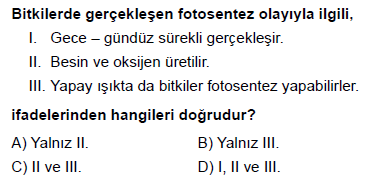 Bitkilerde gerçekleşen fotosentez olayıyla ilgili,
I. Gece – gündüz sürekli gerçekleşir.
II. Besin ve oksijen üretilir.
III. Yapay ışıkta da bitkiler fotosentez yapabilirler.
ifadelerinden hangileri doğrudur?
A) Yalnız II. B) Yalnız III.
C) II ve III. D) I, II ve III.